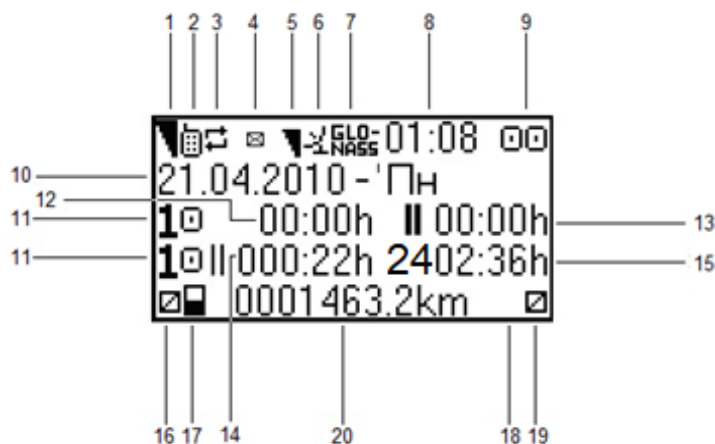 1 2 3 4 5 6 7 8 9
GLO-
NASS 01:08
10 21.04.2010 - Пн
12
11 1 00:00h 00:00h 13
11 1 000:22h 2402:36h 15
0001463.2km
16 17 14 20 18 19